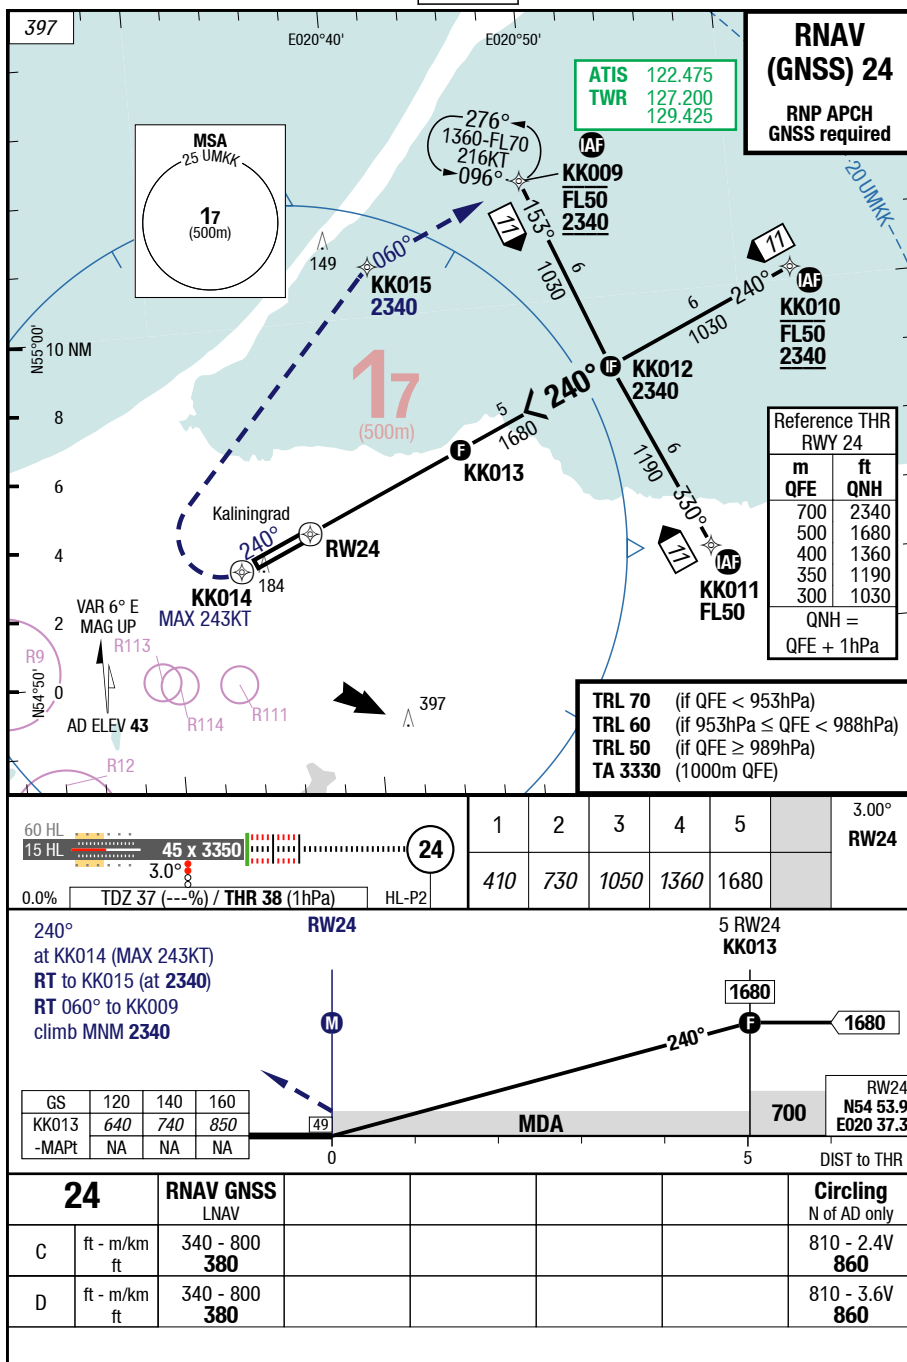 397
E020°40'
E020°50'
RNAV
(GNSS) 24
RNP APCH
GNSS required
ATIS 122.475
TWR 127.200
129.425
MSA
25 UMKK
17
(500m)
276°
1360-FL70
216KT
096°
IAF
KK009
FL50
2340
20 UMKK
149
060°
KK015
2340
153°
11
6
1030
11
240°
6
1030
IAF
KK010
FL50
2340
N55°00'
10 NM
17
(500m)
240°
IF
KK012
2340
5
1680
F
KK013
6
1190
330°
11
IAF
KK011
FL50
8
6
4
2
0
Reference THR
RWY 24
m ft
QFE QNH
700 2340
500 1680
400 1360
350 1190
300 1030
QNH =
QFE + 1hPa
Kaliningrad
240°
RW24
184
KK014
MAX 243KT
VAR 6° E
MAG UP
R9
R113
R114
R111
N54°50'
AD ELEV 43
R12
397
TRL 70 (if QFE < 953hPa)
TRL 60 (if 953hPa ≤ QFE < 988hPa)
TRL 50 (if QFE ≥ 989hPa)
TA 3330 (1000m QFE)
60 HL
15 HL
45 x 3350
24
3.0°
0.0%
TDZ 37 (---%) / THR 38 (1hPa)
HL-P2
1 2 3 4 5
410 730 1050 1360 1680
3.00°
RW24
240°
at KK014 (MAX 243KT)
RT to KK015 (at 2340)
RT 060° to KK009
climb MNM 2340
RW24
M
5 RW24
KK013
1680
F
1680
240°
GS 120 140 160
KK013 640 740 850
-MAPt NA NA NA
49
MDA
700
RW24
N54 53.9
E020 37.3
0
5
DIST to THR
24
RNAV GNSS
LNAV
Circling
N of AD only
C
ft - m/km
ft
340 - 800
380
810 - 2.4V
860
D
ft - m/km
ft
340 - 800
380
810 - 3.6V
860